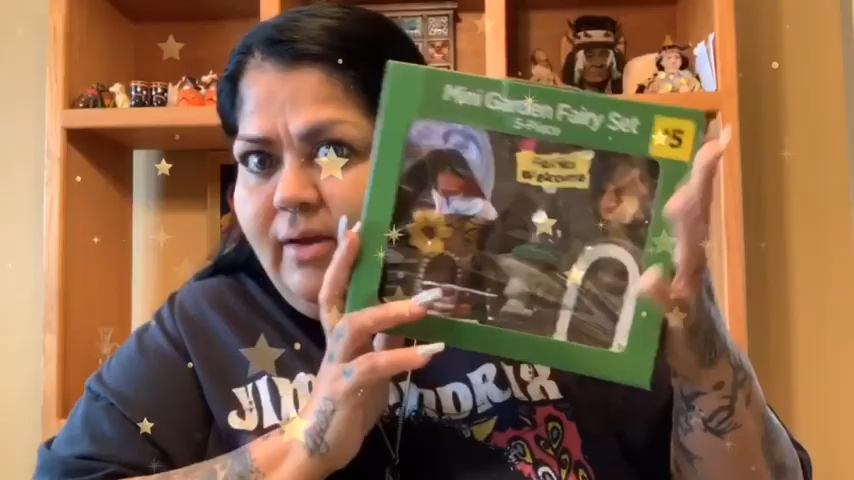 Mini Garden Fairy Set
5-Piece
$5
Fairies
Welcome
JIMI HENDRIX